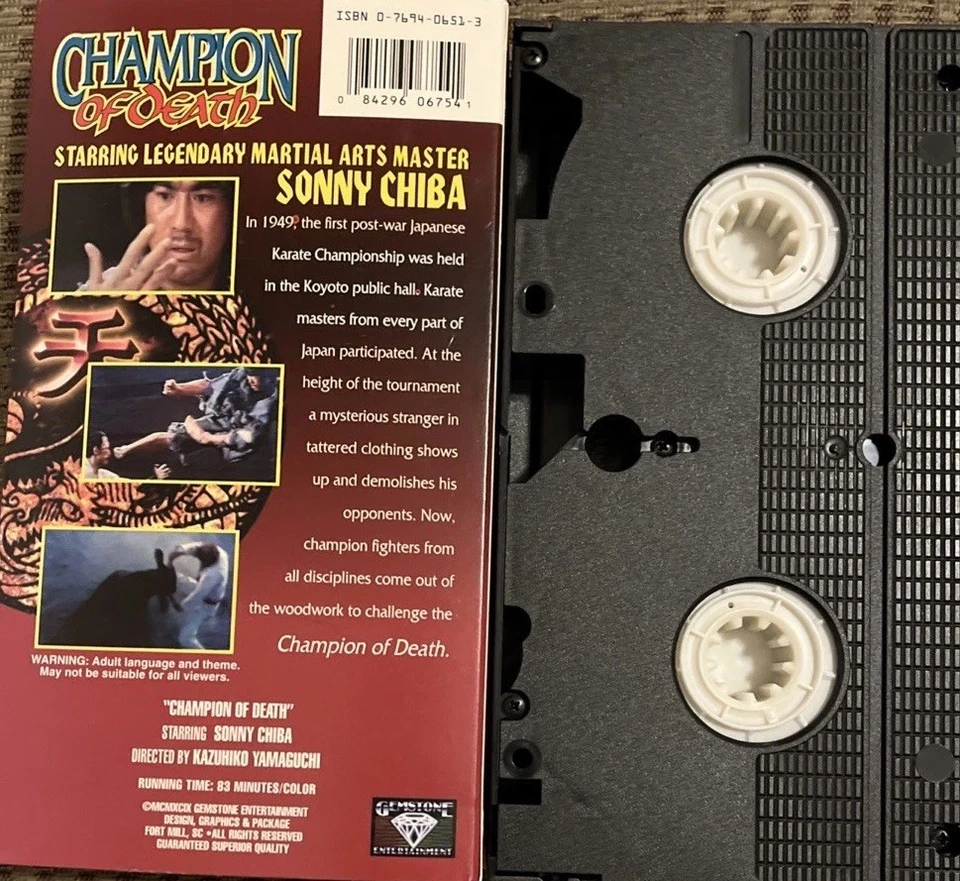 ISBN 0-7694-0651-3
0 84296 06754 1
CHAMPION
OF DEATH
STARRING LEGENDARY MARTIAL ARTS MASTER
SONNY CHIBA
In 1949, the first post-war Japanese
Karate Championship was held
in the Koyoto public hall. Karate
masters from every part of
Japan participated. At the
height of the tournament
a mysterious stranger in
tattered clothing shows
up and demolishes his
opponents. Now,
champion fighters from
all disciplines come out of
the woodwork to challenge the
Champion of Death.
WARNING: Adult language and theme.
May not be suitable for all viewers.
"CHAMPION OF DEATH"
STARRING SONNY CHIBA
DIRECTED BY KAZUHIKO YAMAGUCHI
RUNNING TIME: 83 MINUTES/COLOR
©MCMXCIX GEMSTONE ENTERTAINMENT
DESIGN, GRAPHICS & PACKAGE
FORT MILL, SC •ALL RIGHTS RESERVED
GUARANTEED SUPERIOR QUALITY
GEMSTONE
ENTERTAINMENT